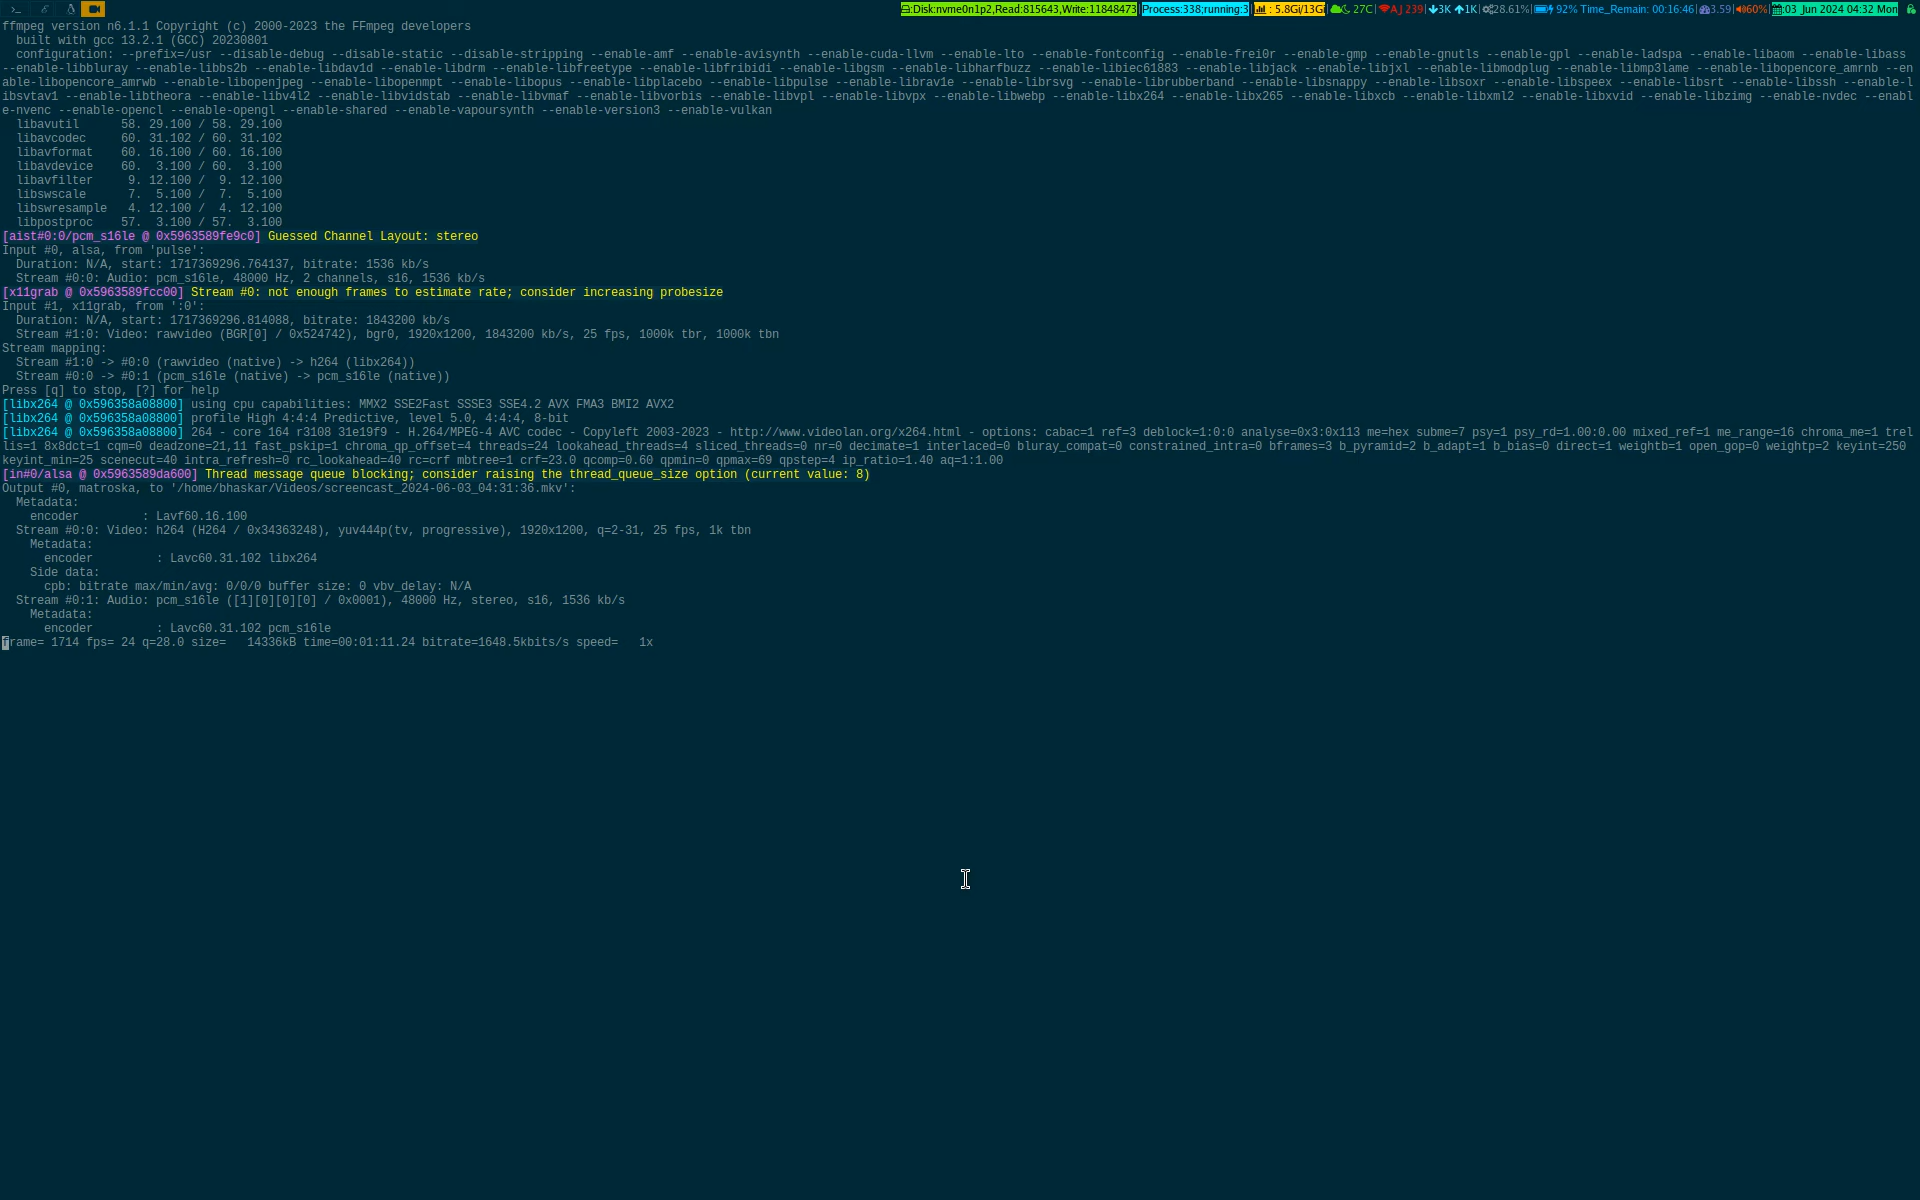 :Disk:nvme0n1p2,Read:815643,Write:11848473 Process:338;running:3 : 5.8Gi/13Gi 27C AJ 239 3K 1K 28.61% 92% Time_Remain: 00:16:46 3.59 60% :03 Jun 2024 04:32 Mon
ffmpeg version n6.1.1 Copyright (c) 2000-2023 the FFmpeg developers
built with gcc 13.2.1 (GCC) 20230801
configuration: --prefix=/usr --disable-debug --disable-static --disable-stripping --enable-amf --enable-avisynth --enable-cuda-llvm --enable-lto --enable-fontconfig --enable-frei0r --enable-gmp --enable-gnutls --enable-gpl --enable-ladspa --enable-libaom --enable-libass
--enable-libbluray --enable-libbs2b --enable-libdav1d --enable-libdrm --enable-libfreetype --enable-libfribidi --enable-libgsm --enable-libharfbuzz --enable-libiec61883 --enable-libjack --enable-libjxl --enable-libmodplug --enable-libmp3lame --enable-libopencore_amrnb --en
able-libopencore_amrwb --enable-libopenjpeg --enable-libopenmpt --enable-libopus --enable-libplacebo --enable-libpulse --enable-librav1e --enable-librsvg --enable-librubberband --enable-libsnappy --enable-libsoxr --enable-libspeex --enable-libsrt --enable-libssh --enable-l
ibsvtav1 --enable-libtheora --enable-libv4l2 --enable-libvidstab --enable-libvmaf --enable-libvorbis --enable-libvpl --enable-libvpx --enable-libwebp --enable-libx264 --enable-libx265 --enable-libxcb --enable-libxml2 --enable-libxvid --enable-libzimg --enable-nvdec --enabl
e-nvenc --enable-opencl --enable-opengl --enable-shared --enable-vapoursynth --enable-version3 --enable-vulkan
libavutil 58. 29.100 / 58. 29.100
libavcodec 60. 31.102 / 60. 31.102
libavformat 60. 16.100 / 60. 16.100
libavdevice 60. 3.100 / 60. 3.100
libavfilter 9. 12.100 / 9. 12.100
libswscale 7. 5.100 / 7. 5.100
libswresample 4. 12.100 / 4. 12.100
libpostproc 57. 3.100 / 57. 3.100
[aist#0:0/pcm_s16le @ 0x5963589fe9c0] Guessed Channel Layout: stereo
Input #0, alsa, from 'pulse':
Duration: N/A, start: 1717369296.764137, bitrate: 1536 kb/s
Stream #0:0: Audio: pcm_s16le, 48000 Hz, 2 channels, s16, 1536 kb/s
[x11grab @ 0x5963589fcc00] Stream #0: not enough frames to estimate rate; consider increasing probesize
Input #1, x11grab, from ':0':
Duration: N/A, start: 1717369296.814088, bitrate: 1843200 kb/s
Stream #1:0: Video: rawvideo (BGR[0] / 0x524742), bgr0, 1920x1200, 1843200 kb/s, 25 fps, 1000k tbr, 1000k tbn
Stream mapping:
Stream #1:0 -> #0:0 (rawvideo (native) -> h264 (libx264))
Stream #0:0 -> #0:1 (pcm_s16le (native) -> pcm_s16le (native))
Press [q] to stop, [?] for help
[libx264 @ 0x596358a08800] using cpu capabilities: MMX2 SSE2Fast SSSE3 SSE4.2 AVX FMA3 BMI2 AVX2
[libx264 @ 0x596358a08800] profile High 4:4:4 Predictive, level 5.0, 4:4:4, 8-bit
[libx264 @ 0x596358a08800] 264 - core 164 r3108 31e19f9 - H.264/MPEG-4 AVC codec - Copyleft 2003-2023 - http://www.videolan.org/x264.html - options: cabac=1 ref=3 deblock=1:0:0 analyse=0x3:0x113 me=hex subme=7 psy=1 psy_rd=1.00:0.00 mixed_ref=1 me_range=16 chroma_me=1 trel
lis=1 8x8dct=1 cqm=0 deadzone=21,11 fast_pskip=1 chroma_qp_offset=4 threads=24 lookahead_threads=4 sliced_threads=0 nr=0 decimate=1 interlaced=0 bluray_compat=0 constrained_intra=0 bframes=3 b_pyramid=2 b_adapt=1 b_bias=0 direct=1 weightb=1 open_gop=0 weightp=2 keyint=250
keyint_min=25 scenecut=40 intra_refresh=0 rc_lookahead=40 rc=crf mbtree=1 crf=23.0 qcomp=0.60 qpmin=0 qpmax=69 qpstep=4 ip_ratio=1.40 aq=1:1.00
[in#0/alsa @ 0x5963589da600] Thread message queue blocking; consider raising the thread_queue_size option (current value: 8)
Output #0, matroska, to '/home/bhaskar/Videos/screencast_2024-06-03_04:31:36.mkv':
Metadata:
encoder : Lavf60.16.100
Stream #0:0: Video: h264 (H264 / 0x34363248), yuv444p(tv, progressive), 1920x1200, q=2-31, 25 fps, 1k tbn
Metadata:
encoder : Lavc60.31.102 libx264
Side data:
cpb: bitrate max/min/avg: 0/0/0 buffer size: 0 vbv_delay: N/A
Stream #0:1: Audio: pcm_s16le ([1][0][0][0] / 0x0001), 48000 Hz, stereo, s16, 1536 kb/s
Metadata:
encoder : Lavc60.31.102 pcm_s16le
frame= 1714 fps= 24 q=28.0 size= 14336kB time=00:01:11.24 bitrate=1648.5kbits/s speed= 1x